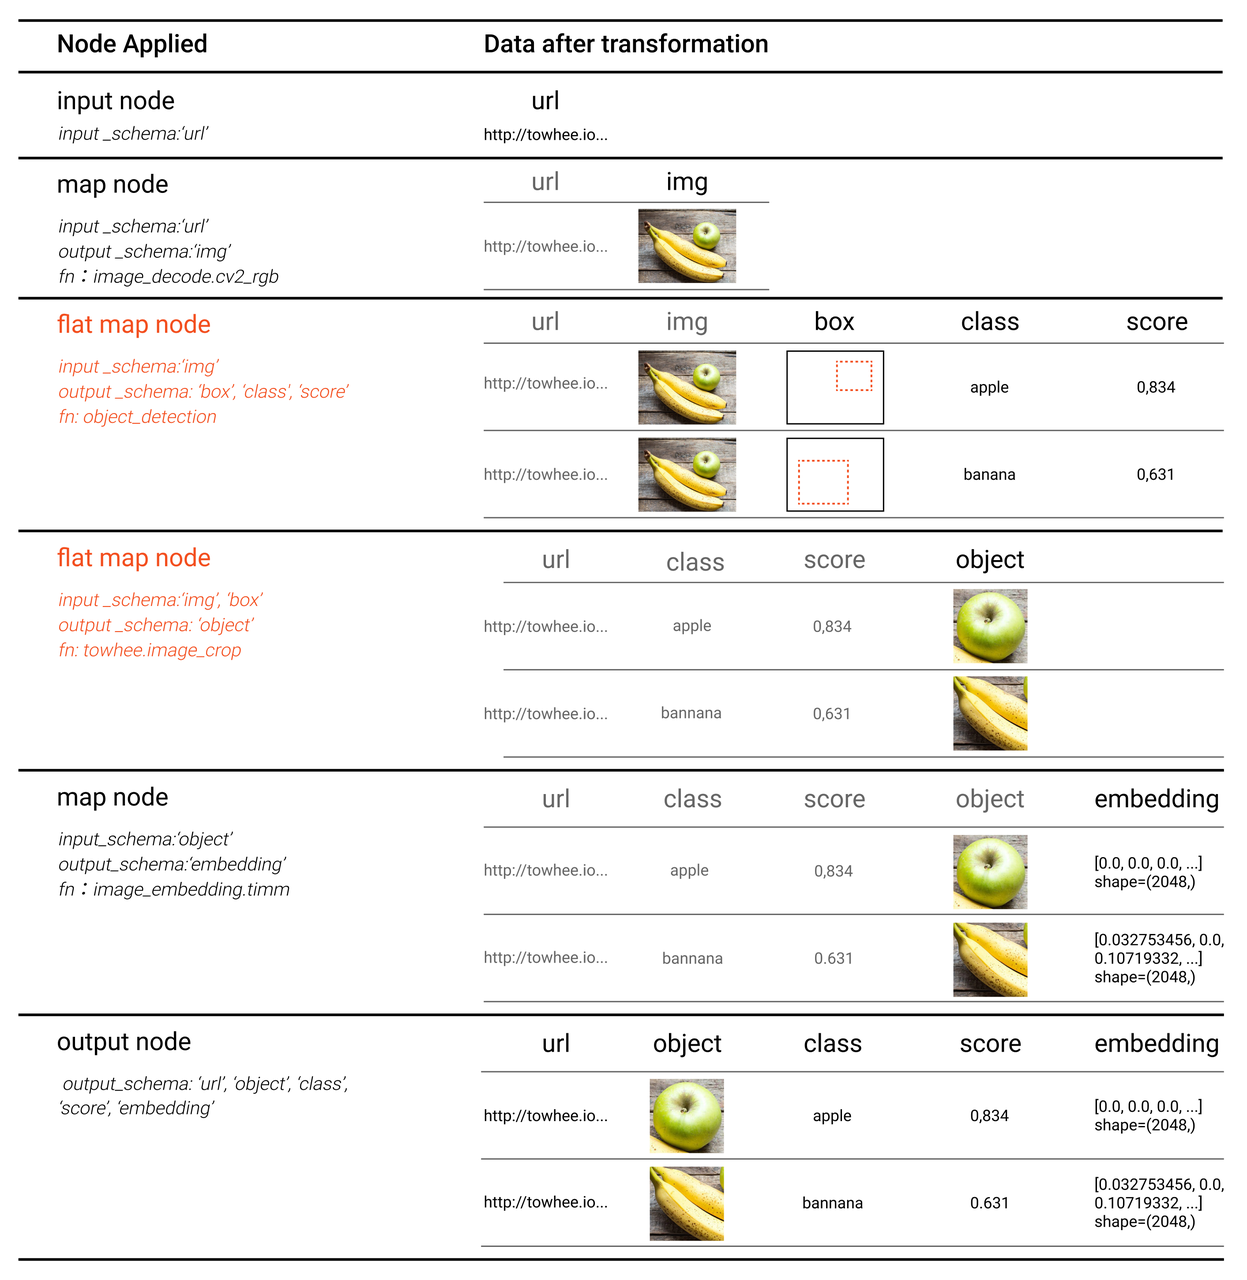 Node Applied Data after transformation
input node url
input _schema:‘url’ http://towhee.io...
map node url img
input _schema:‘url’
output _schema:‘img’ http://towhee.io...
fn：image_decode.cv2_rgb
flat map node url img box class score
input _schema:‘img’
output _schema: ‘box’, ‘class’, ‘score’ http://towhee.io... apple 0,834
fn: object_detection
http://towhee.io... banana 0,631
flat map node url class score object
input _schema:‘img’, ‘box’
output _schema: ‘object’ http://towhee.io... apple 0,834
fn: towhee.image_crop
http://towhee.io... bannana 0,631
map node url class score object embedding
input_schema:‘object’
output_schema:‘embedding’ http://towhee.io... apple 0,834 [0.0, 0.0, 0.0, ...]
fn：image_embedding.timm shape=(2048,)
http://towhee.io... bannana 0.631 [0.032753456, 0.0,
0.10719332, ...]
shape=(2048,)
output node url object class score embedding
output_schema: ‘url’, ‘object’, ‘class’,
‘score’, ‘embedding’ http://towhee.io... apple 0,834 [0.0, 0.0, 0.0, ...]
shape=(2048,)
http://towhee.io... bannana 0.631 [0.032753456, 0.0,
0.10719332, ...]
shape=(2048,)